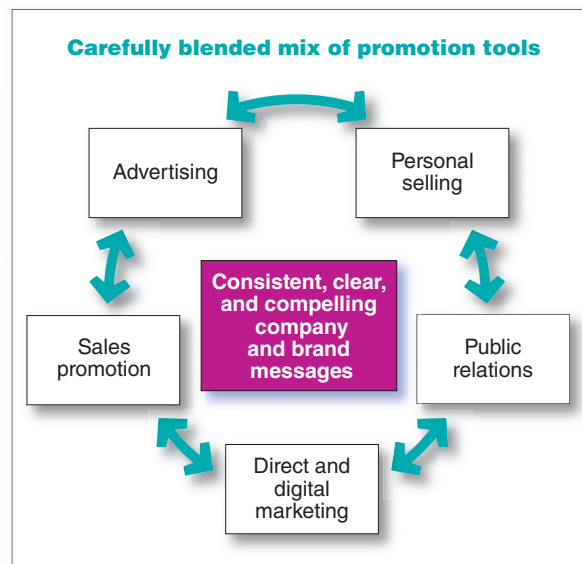 Carefully blended mix of promotion tools
Advertising
Personal
selling
Consistent, clear,
and compelling
company
and brand
messages
Sales
promotion
Public
relations
Direct and
digital
marketing